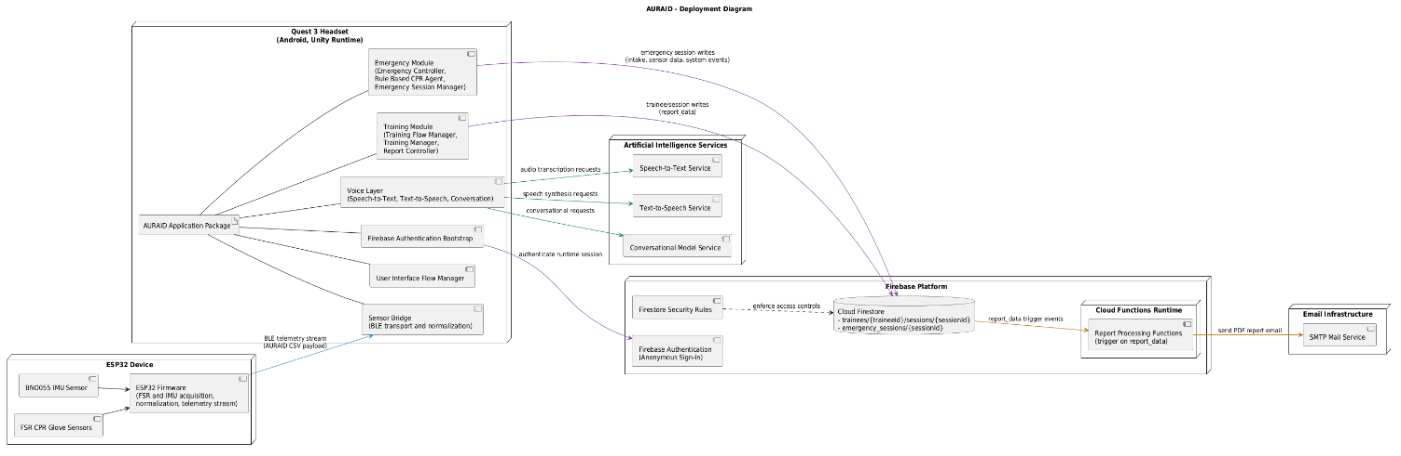 AURAID - Deployment Diagram
Quest 3 Headset
(Android, Unity Runtime)
Emergency Module
(Emergency Controller,
Rule Based CPR Agent,
Emergency Session Manager)
Training Module
(Training Flow Manager,
Training Manager,
Report Controller)
Voice Layer
(Speech-to-Text, Text-to-Speech, Conversation)
AURAID Application Package
Firebase Authentication Bootstrap
User Interface Flow Manager
Sensor Bridge
(BLE transport and normalization)
emergency session writes
(intake, sensor data, system events)
trainee/session writes
(report_data)
Artificial Intelligence Services
Speech-to-Text Service
Text-to-Speech Service
Conversational Model Service
audio transcription requests
speech synthesis requests
conversational requests
authenticate runtime session
Firebase Platform
Firestore Security Rules
enforce access controls
Cloud Firestore
- trainees/{traineeId}/sessions/{sessionId}
- emergency_sessions/{sessionId}
Firebase Authentication
(Anonymous Sign-In)
report_data trigger events
Cloud Functions Runtime
Report Processing Functions
(trigger on report_data)
send PDF report email
Email Infrastructure
SMTP Mail Service
BLE telemetry stream
(AURAID CSV payload)
ESP32 Device
BNO055 IMU Sensor
FSR CPR Glove Sensors
ESP32 Firmware
(FSR and IMU acquisition,
normalization, telemetry stream)